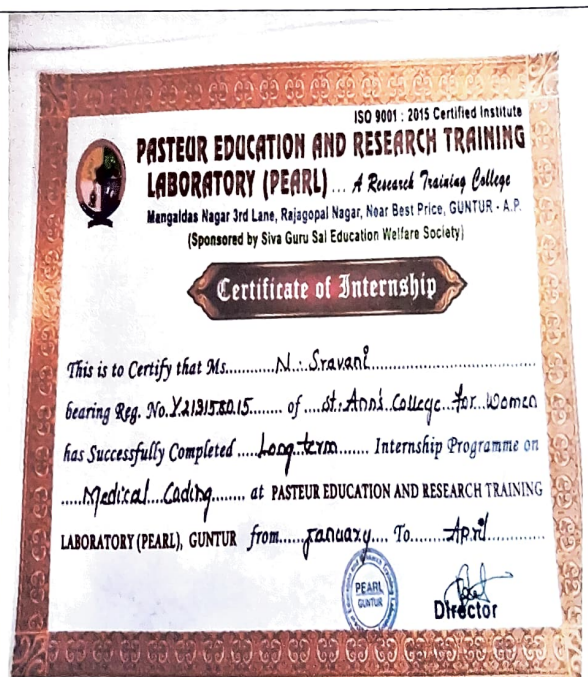 ISO 9001 : 2015 Certified Institute
PASTEUR EDUCATION AND RESEARCH TRAINING
LABORATORY (PEARL) ... A Research Training College
Mangaldas Nagar 3rd Lane, Rajagopal Nagar, Near Best Price, GUNTUR - A.P.
(Sponsored by Siva Guru Sai Education Welfare Society)
Certificate of Internship
This is to Certify that Ms. N. Sravani
bearing Reg. No. Y213158015 of St. Ann's College for Women
has Successfully Completed Long term Internship Programme on
Medical Coding at PASTEUR EDUCATION AND RESEARCH TRAINING
LABORATORY (PEARL), GUNTUR from January To April
PEARL
GUNTUR
Director